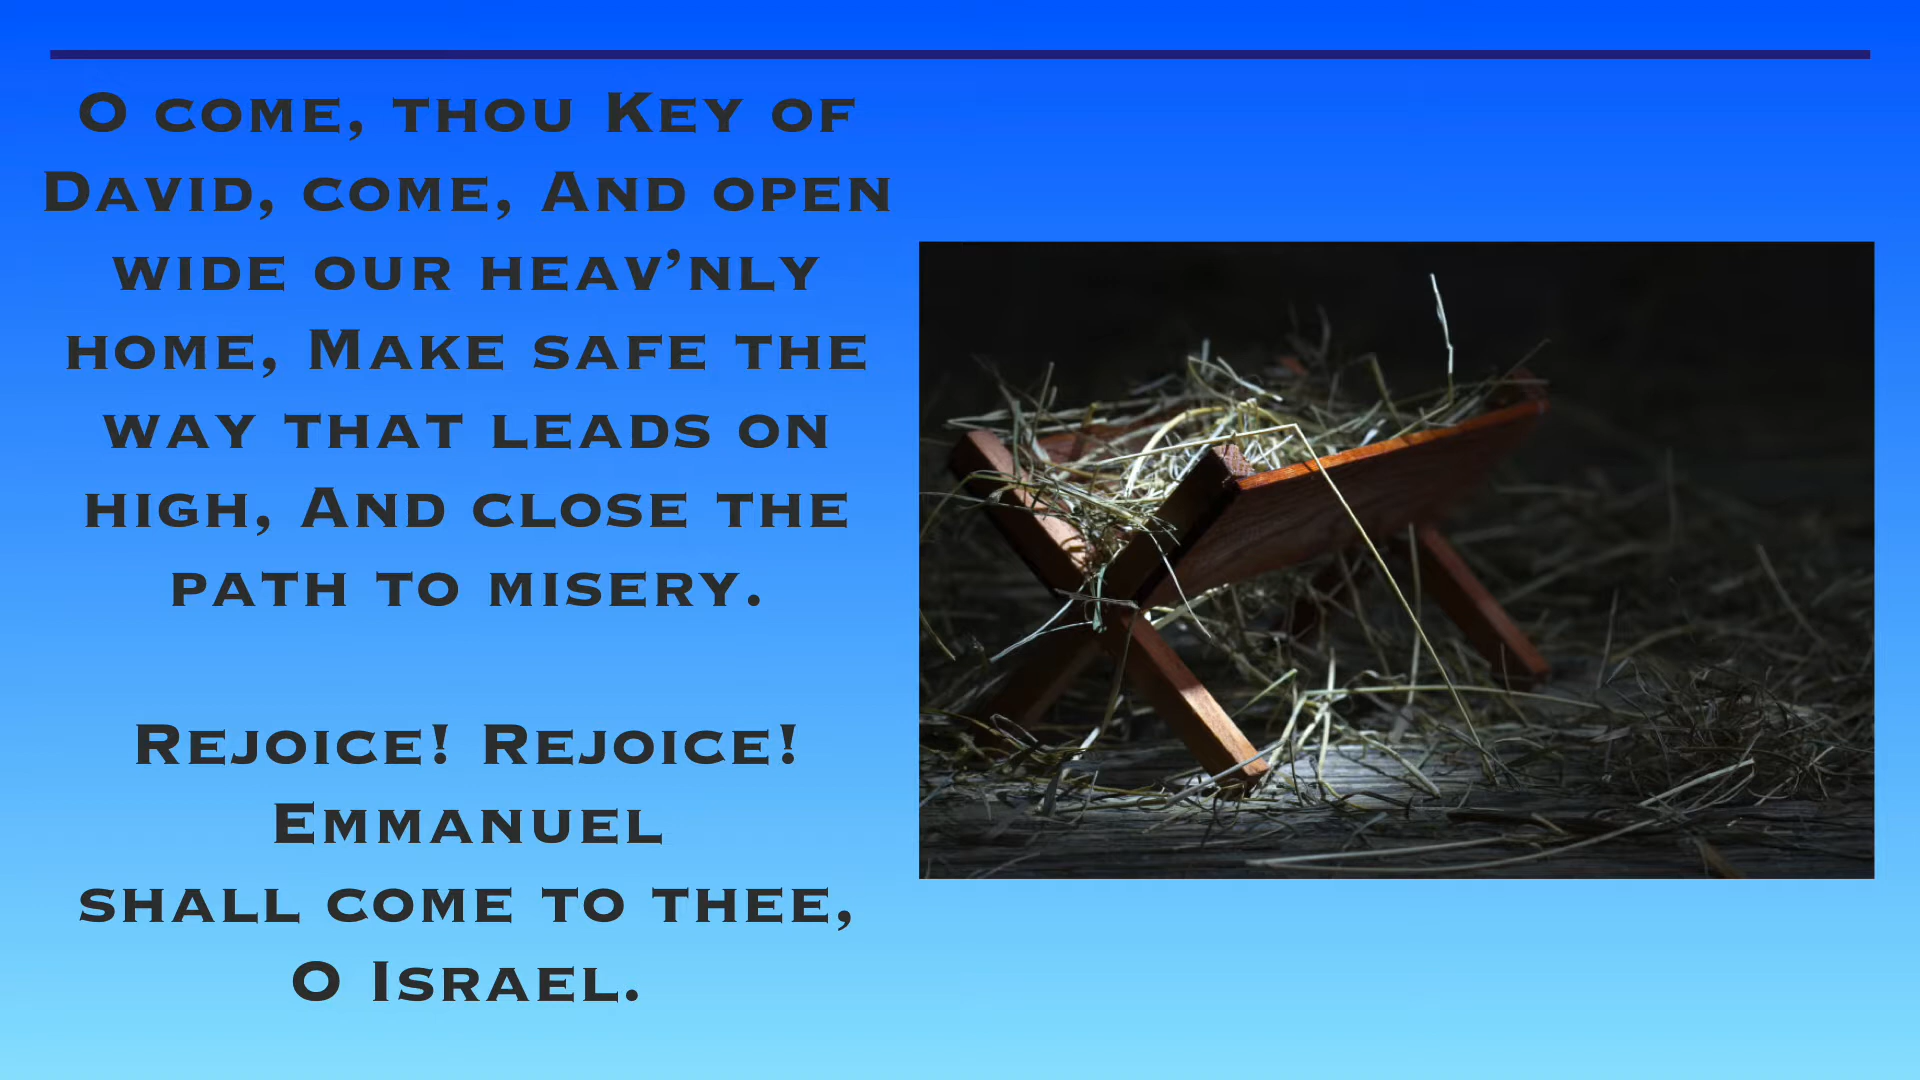 O come, thou Key of
David, come, And open
wide our heav’nly
home, Make safe the
way that leads on
high, And close the
path to misery.
Rejoice! Rejoice!
Emmanuel
shall come to thee,
O Israel.